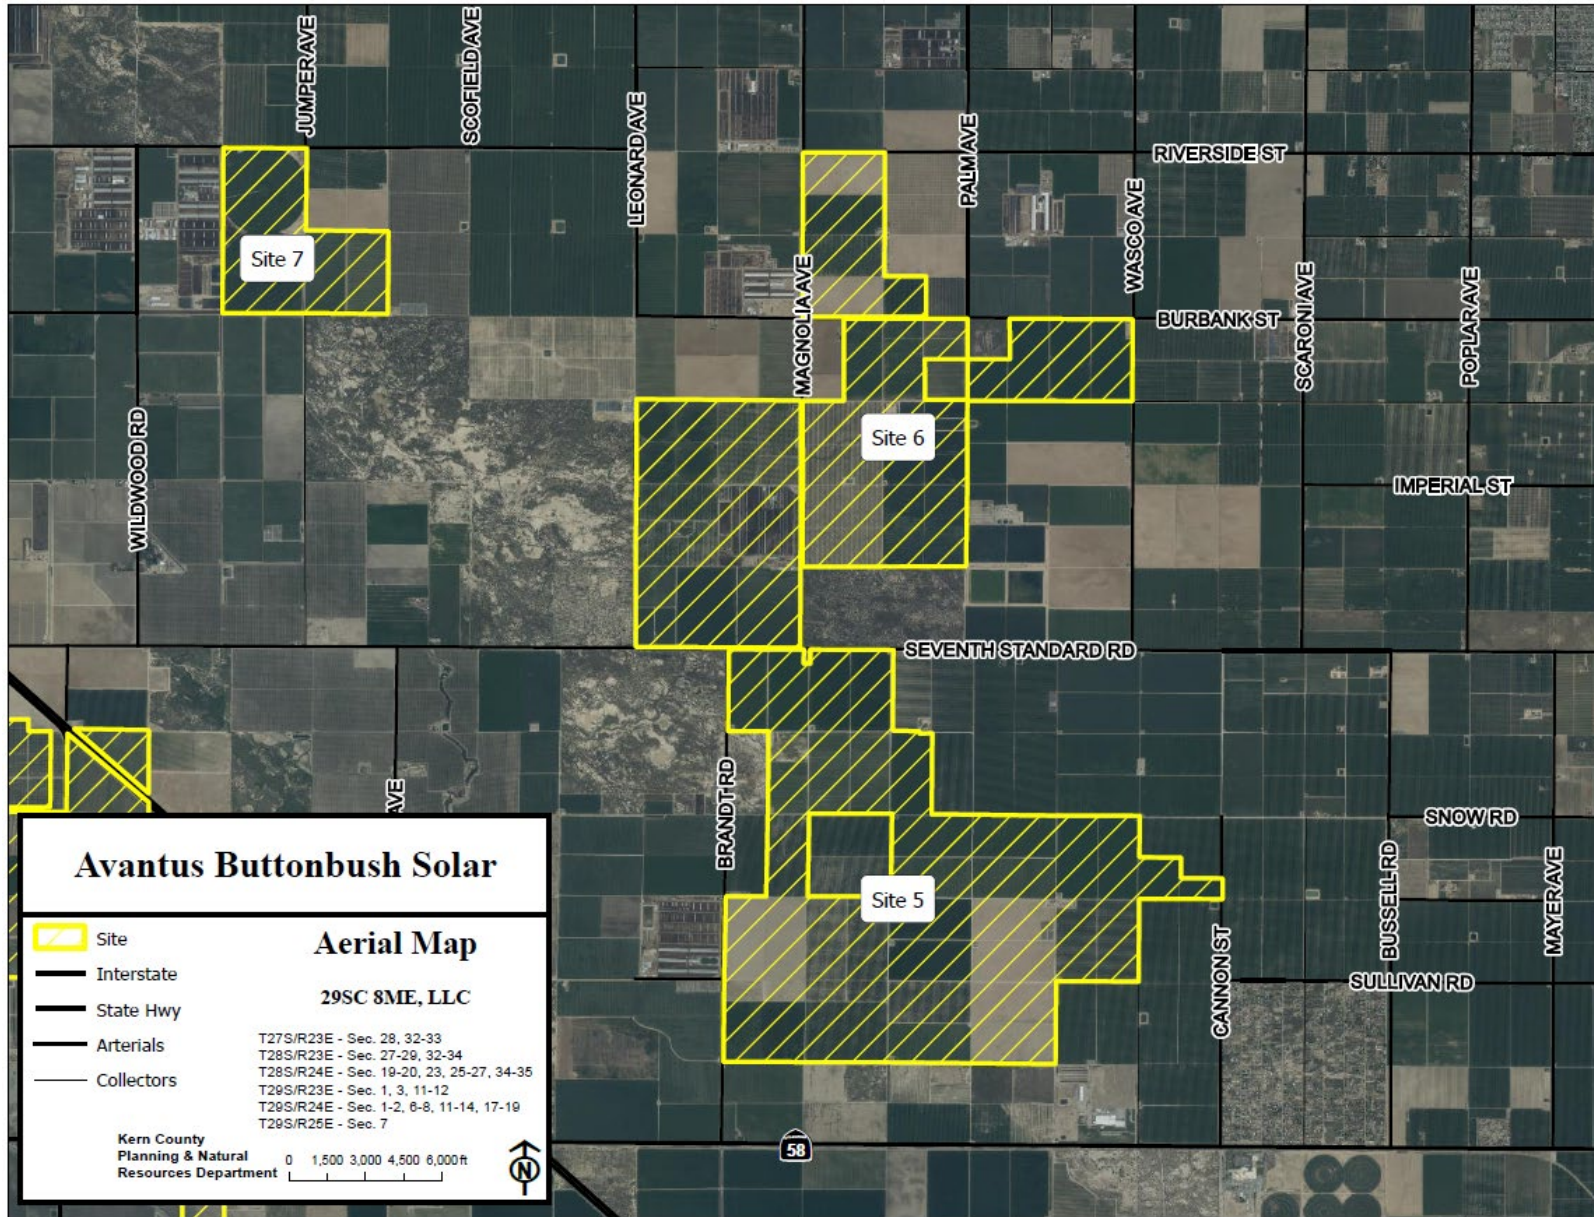 JUMPER AVE
SCOFIELD AVE
LEONARD AVE
PALM AVE
RIVERSIDE ST
WASCO AVE
Site 7
MAGNOLIA AVE
SCARONI AVE
POPLAR AVE
BURBANK ST
WILDWOOD RD
Site 6
IMPERIAL ST
SEVENTH STANDARD RD
BRANDT RD
AVE
SNOW RD
BUSSELL RD
MAYER AVE
Site 5
CANNON ST
SULLIVAN RD
58
Avantus Buttonbush Solar
Site
Interstate
State Hwy
Arterials
Collectors
Aerial Map
29SC 8ME, LLC
T27S/R23E - Sec. 28, 32-33
T28S/R23E - Sec. 27-29, 32-34
T28S/R24E - Sec. 19-20, 23, 25-27, 34-35
T29S/R23E - Sec. 1, 3, 11-12
T29S/R24E - Sec. 1-2, 6-8, 11-14, 17-19
T29S/R25E - Sec. 7
Kern County
Planning & Natural
Resources Department
0 1,500 3,000 4,500 6,000 ft
N